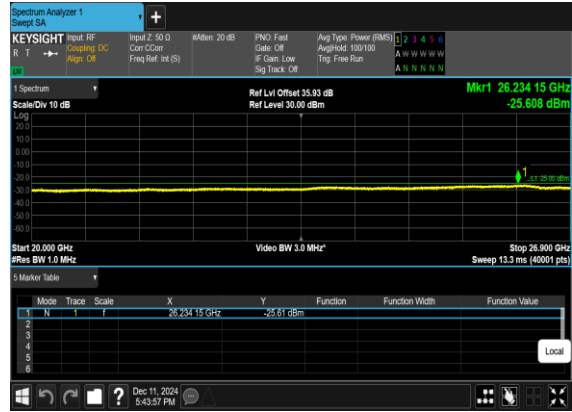 Spectrum Analyzer 1
Swept SA
+
KEYSIGHT Input: RF Input Z: 50 Ω #Atten: 20 dB PNO: Fast Avg Type: Power (RMS) 1 2 3 4 5 6
R T Coupling: DC Corr CCorr Gate: Off Avg|Hold: 100/100 A W W W W W
Align: Off Freq Ref: Int (S) IF Gain: Low Trig: Free Run
Sig Track: Off A N N N N N
1 Spectrum Ref Lvl Offset 35.93 dB Mkr1 26.234 15 GHz
Scale/Div 10 dB Ref Level 30.00 dBm -25.608 dBm
Log
20.0
10.0
0.00
-10.0
-20.0
-30.0
-40.0
-50.0
-60.0
1
DL1 -25.00 dBm
Start 20.000 GHz Video BW 3.0 MHz* Stop 26.900 GHz
#Res BW 1.0 MHz Sweep 13.3 ms (40001 pts)
5 Marker Table
Mode Trace Scale X Y Function Function Width Function Value
1 N 1 f 26.234 15 GHz -25.61 dBm
2
3
4
5
6
Local
? Dec 11, 2024
5:43:57 PM